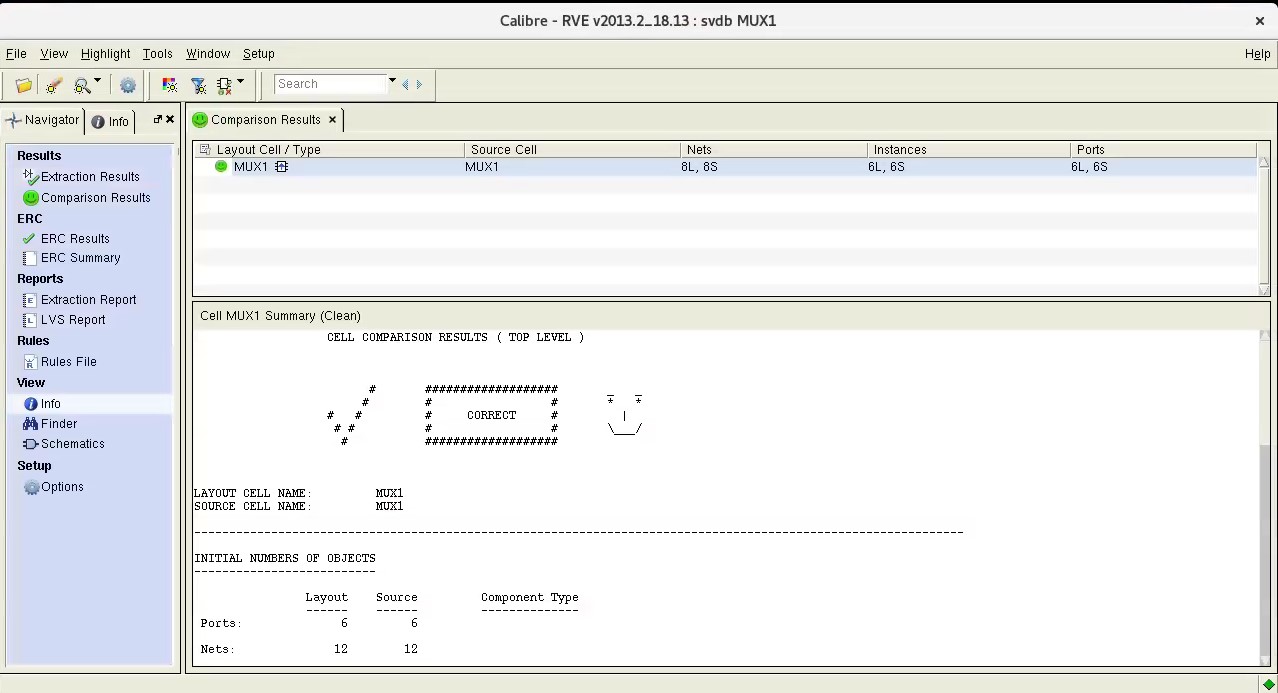 Calibre - RVE v2013.2_18.13 : svdb MUX1
File View Highlight Tools Window Setup Help
Search
Navigator Info
Results
Extraction Results
Comparison Results
ERC
ERC Results
ERC Summary
Reports
Extraction Report
LVS Report
Rules
Rules File
View
Info
Finder
Schematics
Setup
Options
Comparison Results
Layout Cell / Type Source Cell Nets Instances Ports
MUX1 MUX1 8L, 8S 6L, 6S 6L, 6S
Cell MUX1 Summary (Clean)
CELL COMPARISON RESULTS ( TOP LEVEL )
# ###################
# # #
# # # CORRECT #
# # # #
# ###################
LAYOUT CELL NAME: MUX1
SOURCE CELL NAME: MUX1
INITIAL NUMBERS OF OBJECTS
Layout Source Component Type
Ports: 6 6
Nets: 12 12